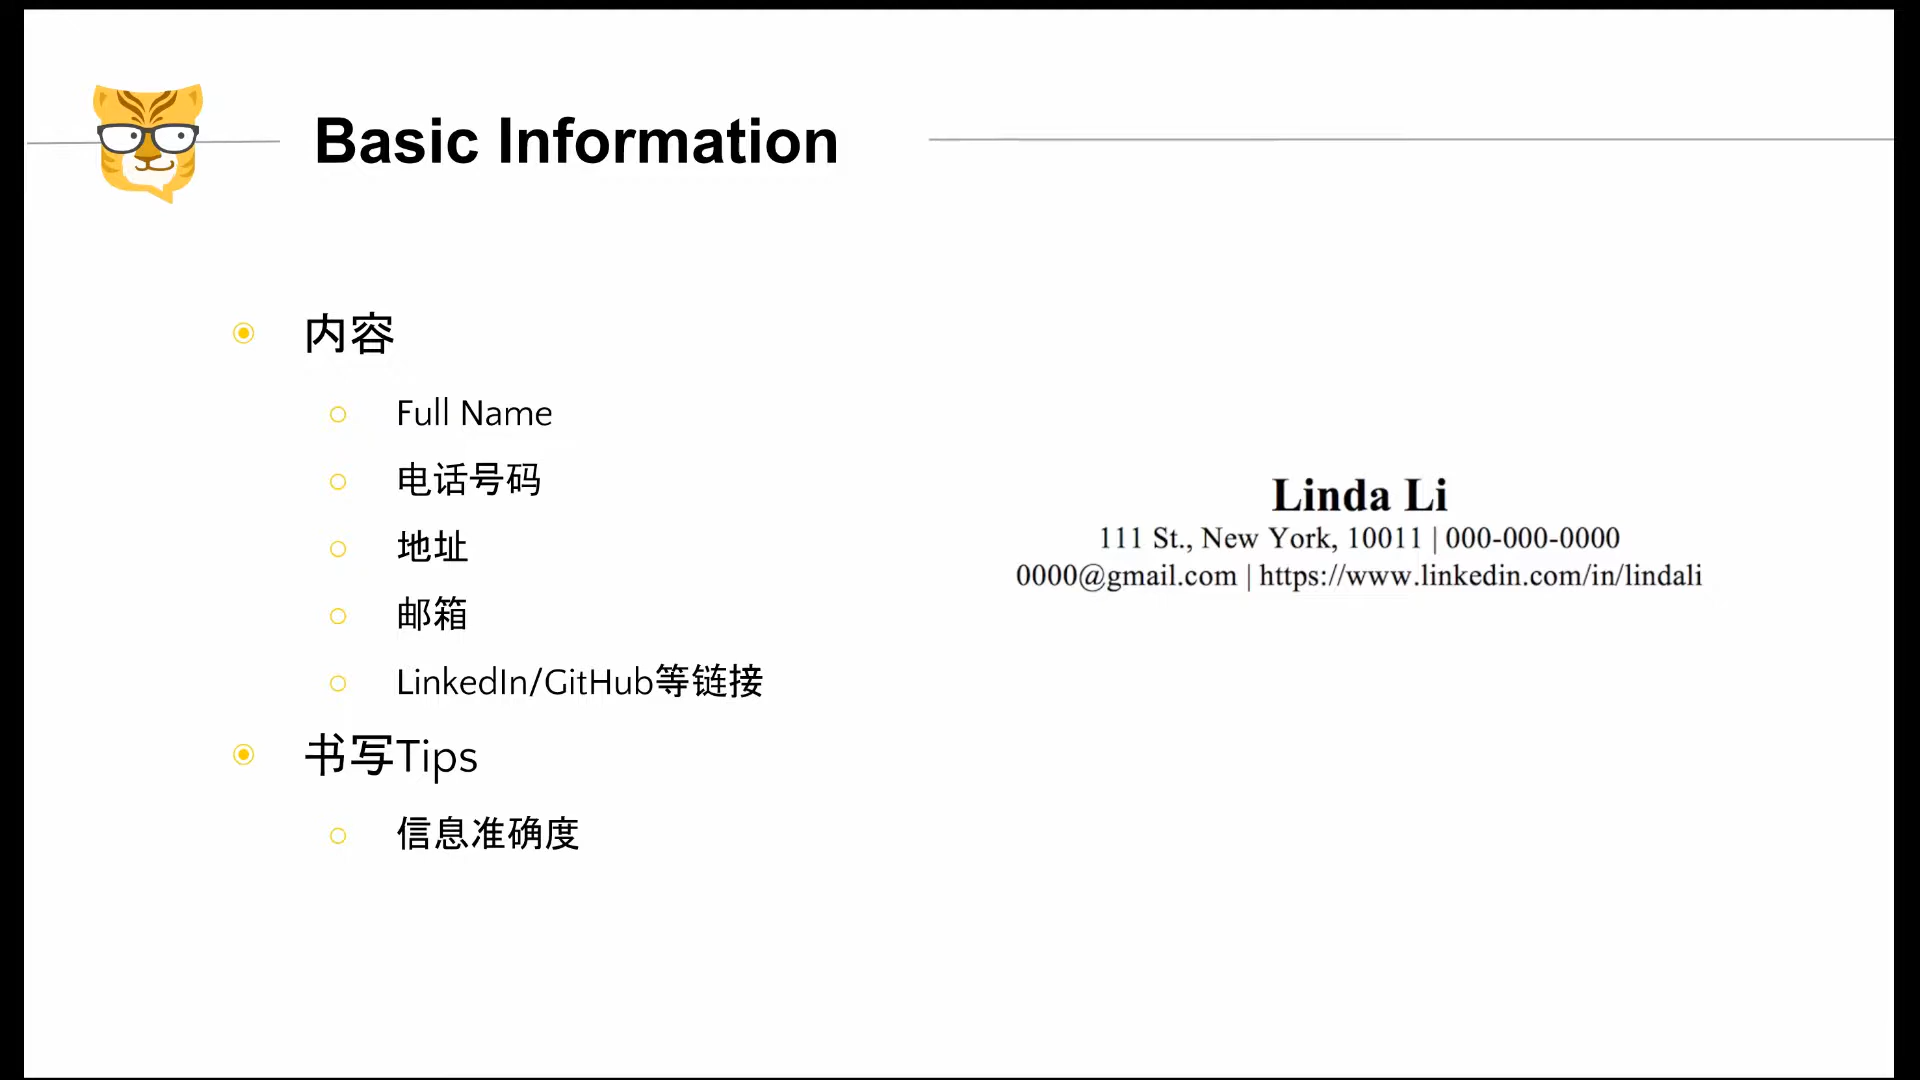 Basic Information
内容
Full Name
电话号码
地址
邮箱
LinkedIn/GitHub等链接
书写Tips
信息准确度
Linda Li
111 St., New York, 10011 | 000-000-0000
0000@gmail.com | https://www.linkedin.com/in/lindali